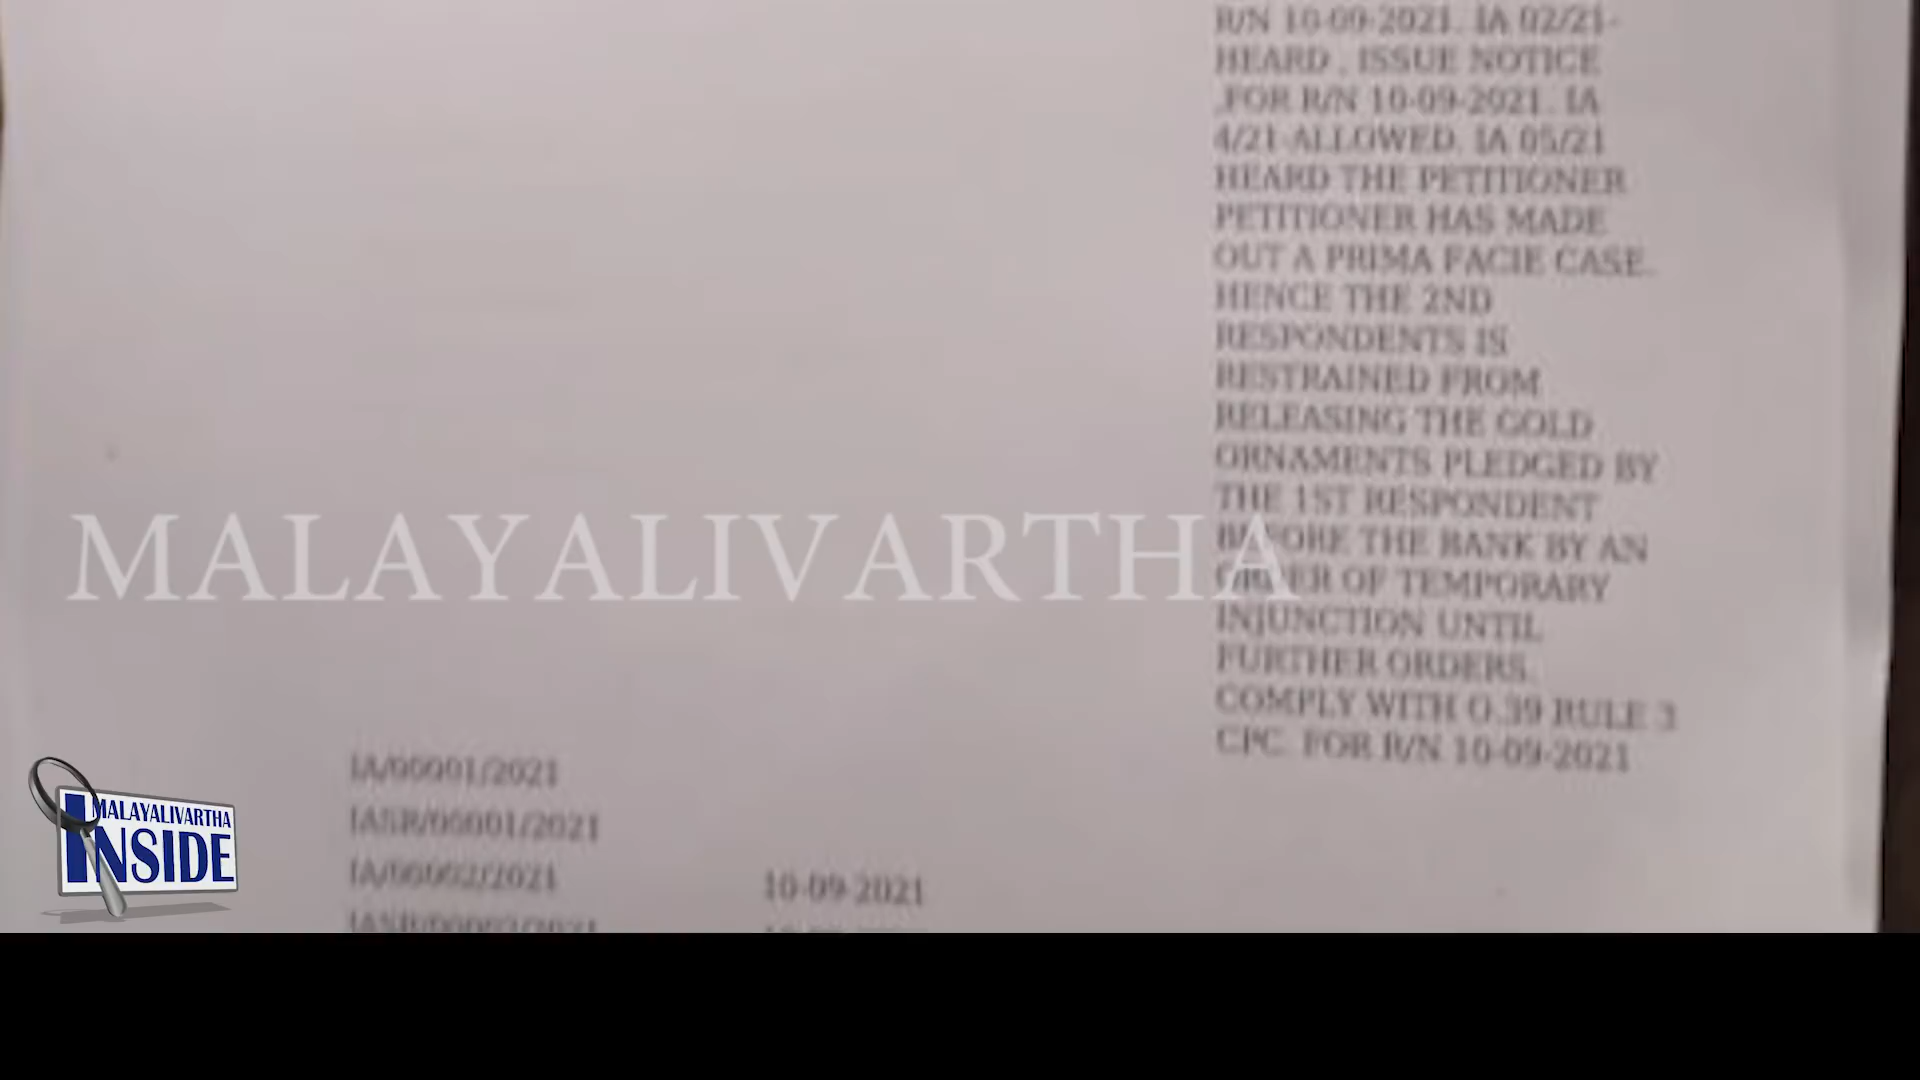 R/N 10-09-2021. IA 02/21-
HEARD . ISSUE NOTICE
.FOR R/N 10-09-2021. IA
4/21-ALLOWED. IA 05/21
HEARD THE PETITIONER
PETITIONER HAS MADE
OUT A PRIMA FACIE CASE.
HENCE THE 2ND
RESPONDENTS IS
RESTRAINED FROM
RELEASING THE GOLD
ORNAMENTS PLEDGED BY
THE 1ST RESPONDENT
BEFORE THE BANK BY AN
ORDER OF TEMPORARY
INJUNCTION UNTIL
FURTHER ORDERS.
COMPLY WITH O.39 RULE 3
CPC. FOR R/N 10-09-2021
MALAYALIVARTHA
IA/00001/2021
IASR/00001/2021
IA/00002/2021 10-09-2021
MALAYALIVARTHA
INSIDE